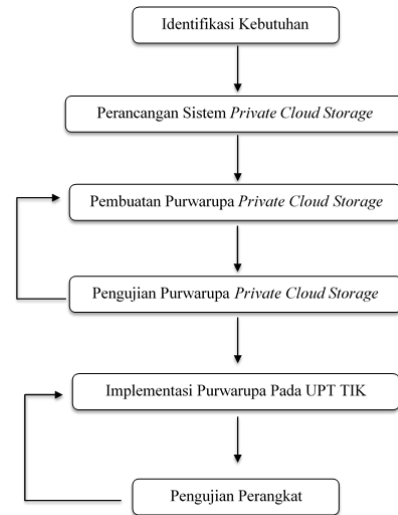 Identifikasi Kebutuhan
Perancangan Sistem Private Cloud Storage
Pembuatan Purwarupa Private Cloud Storage
Pengujian Purwarupa Private Cloud Storage
Implementasi Purwarupa Pada UPT TIK
Pengujian Perangkat